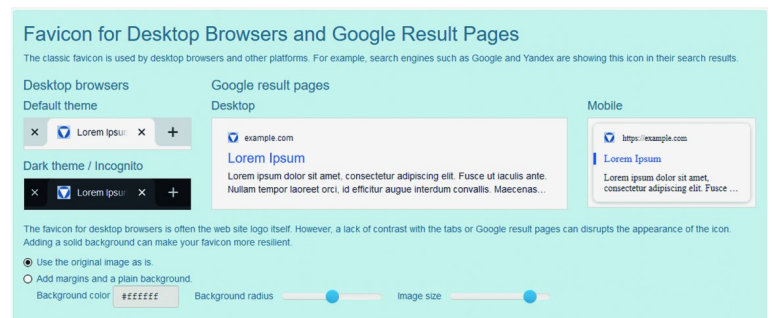 Favicon for Desktop Browsers and Google Result Pages
The classic favicon is used by desktop browsers and other platforms. For example, search engines such as Google and Yandex are showing this icon in their search results.
Desktop browsers
Default theme
× Lorem Ipsu × +
Dark theme / Incognito
× Lorem Ipsu × +
Google result pages
Desktop
example.com
Lorem Ipsum
Lorem ipsum dolor sit amet, consectetur adipiscing elit. Fusce ut iaculis ante.
Nullam tempor laoreet orci, id efficitur augue interdum convallis. Maecenas...
Mobile
https://example.com
Lorem Ipsum
Lorem ipsum dolor sit amet,
consectetur adipiscing elit. Fusce ...
The favicon for desktop browsers is often the web site logo itself. However, a lack of contrast with the tabs or Google result pages can disrupts the appearance of the icon.
Adding a solid background can make your favicon more resilient.
Use the original image as is.
Add margins and a plain background.
Background color #ffffff Background radius Image size